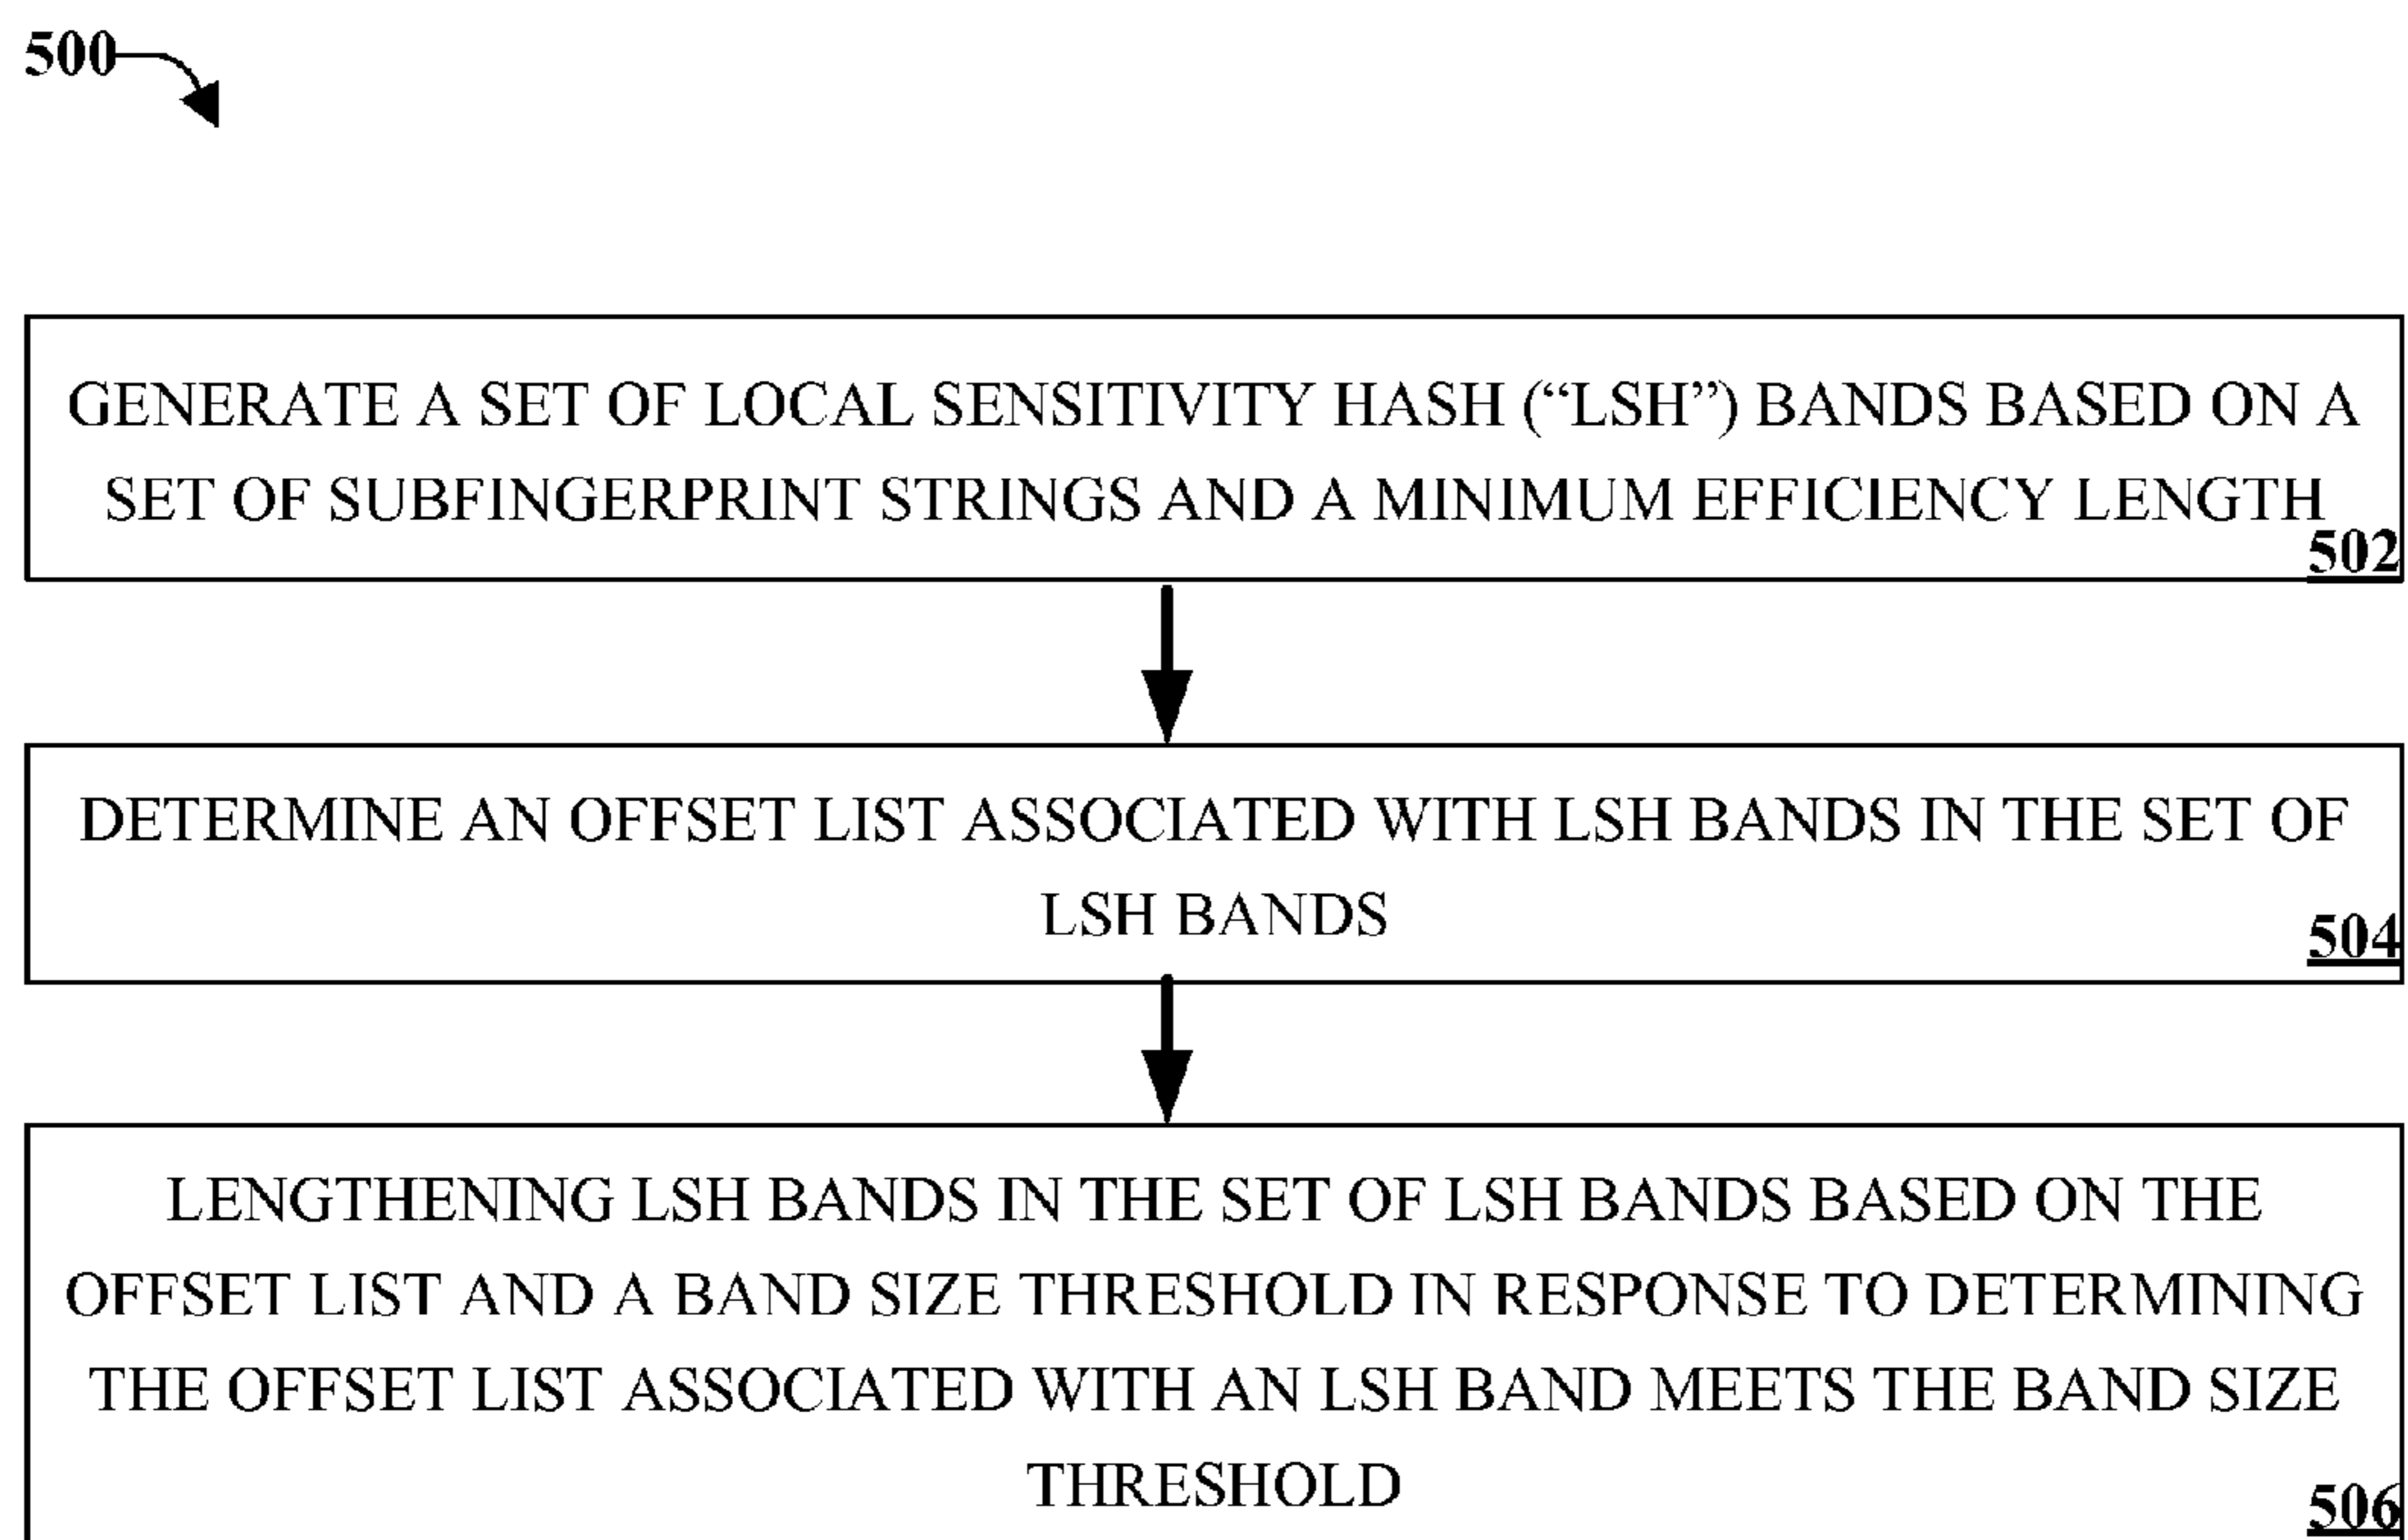 500
GENERATE A SET OF LOCAL SENSITIVITY HASH (“LSH”) BANDS BASED ON A
SET OF SUBFINGERPRINT STRINGS AND A MINIMUM EFFICIENCY LENGTH
502
DETERMINE AN OFFSET LIST ASSOCIATED WITH LSH BANDS IN THE SET OF
LSH BANDS
504
LENGTHENING LSH BANDS IN THE SET OF LSH BANDS BASED ON THE
OFFSET LIST AND A BAND SIZE THRESHOLD IN RESPONSE TO DETERMINING
THE OFFSET LIST ASSOCIATED WITH AN LSH BAND MEETS THE BAND SIZE
THRESHOLD
506